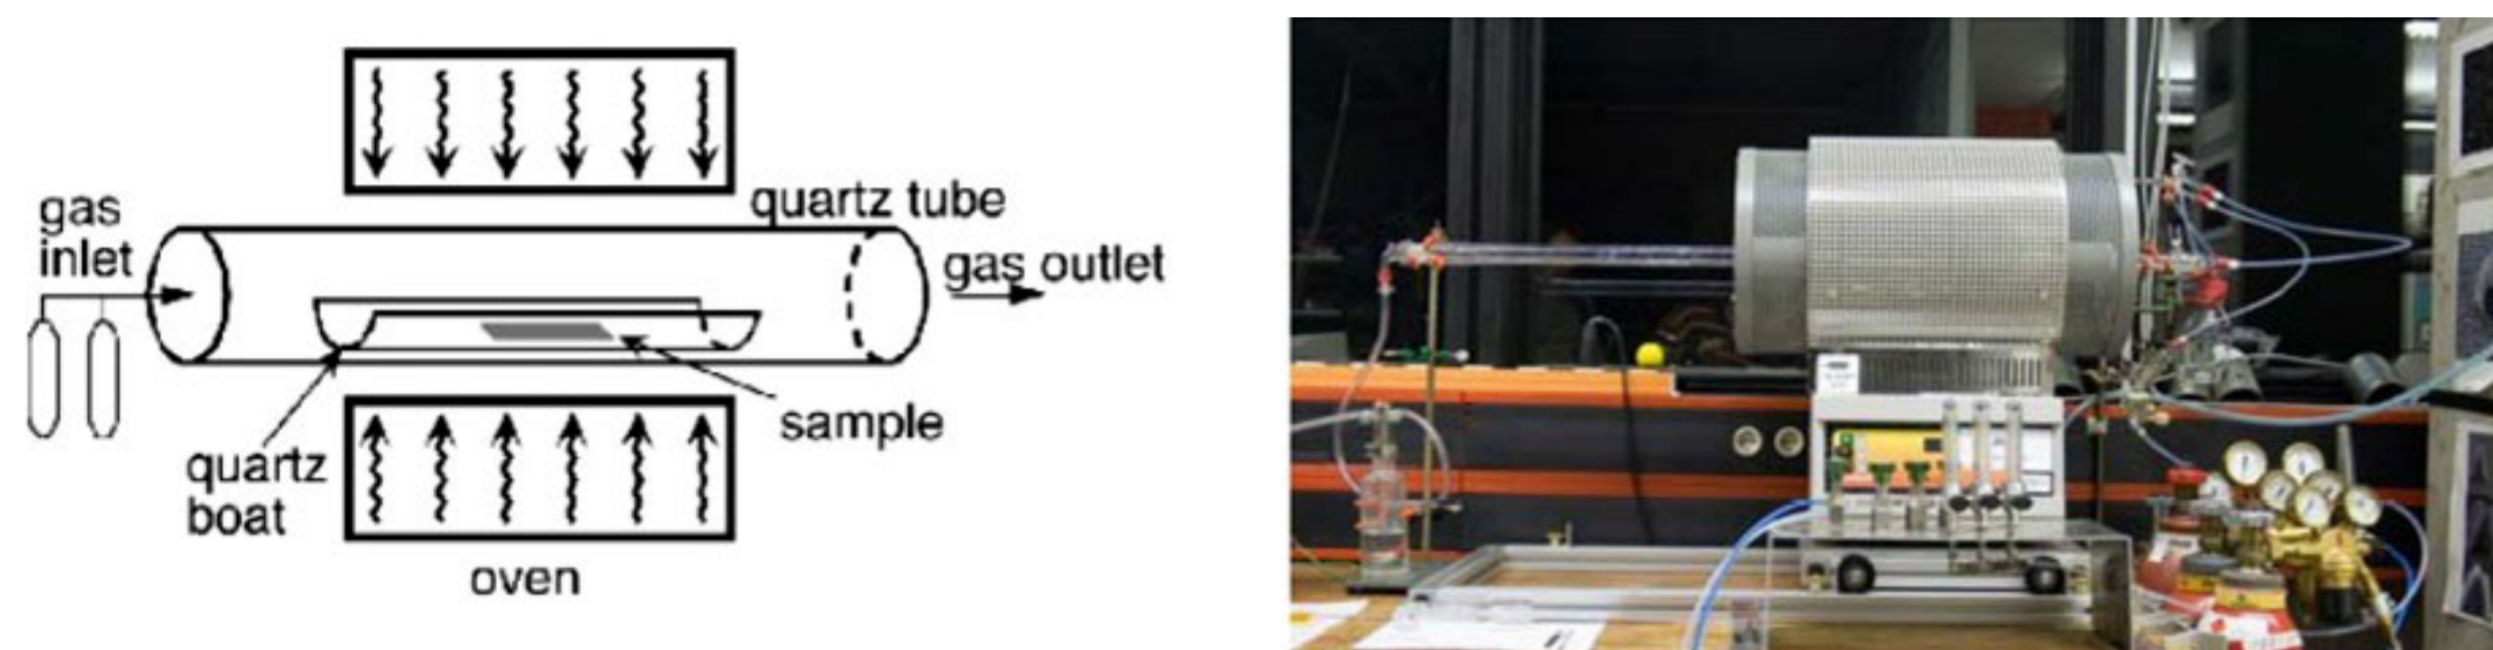 gas
inlet
quartz tube
gas outlet
sample
quartz
boat
oven